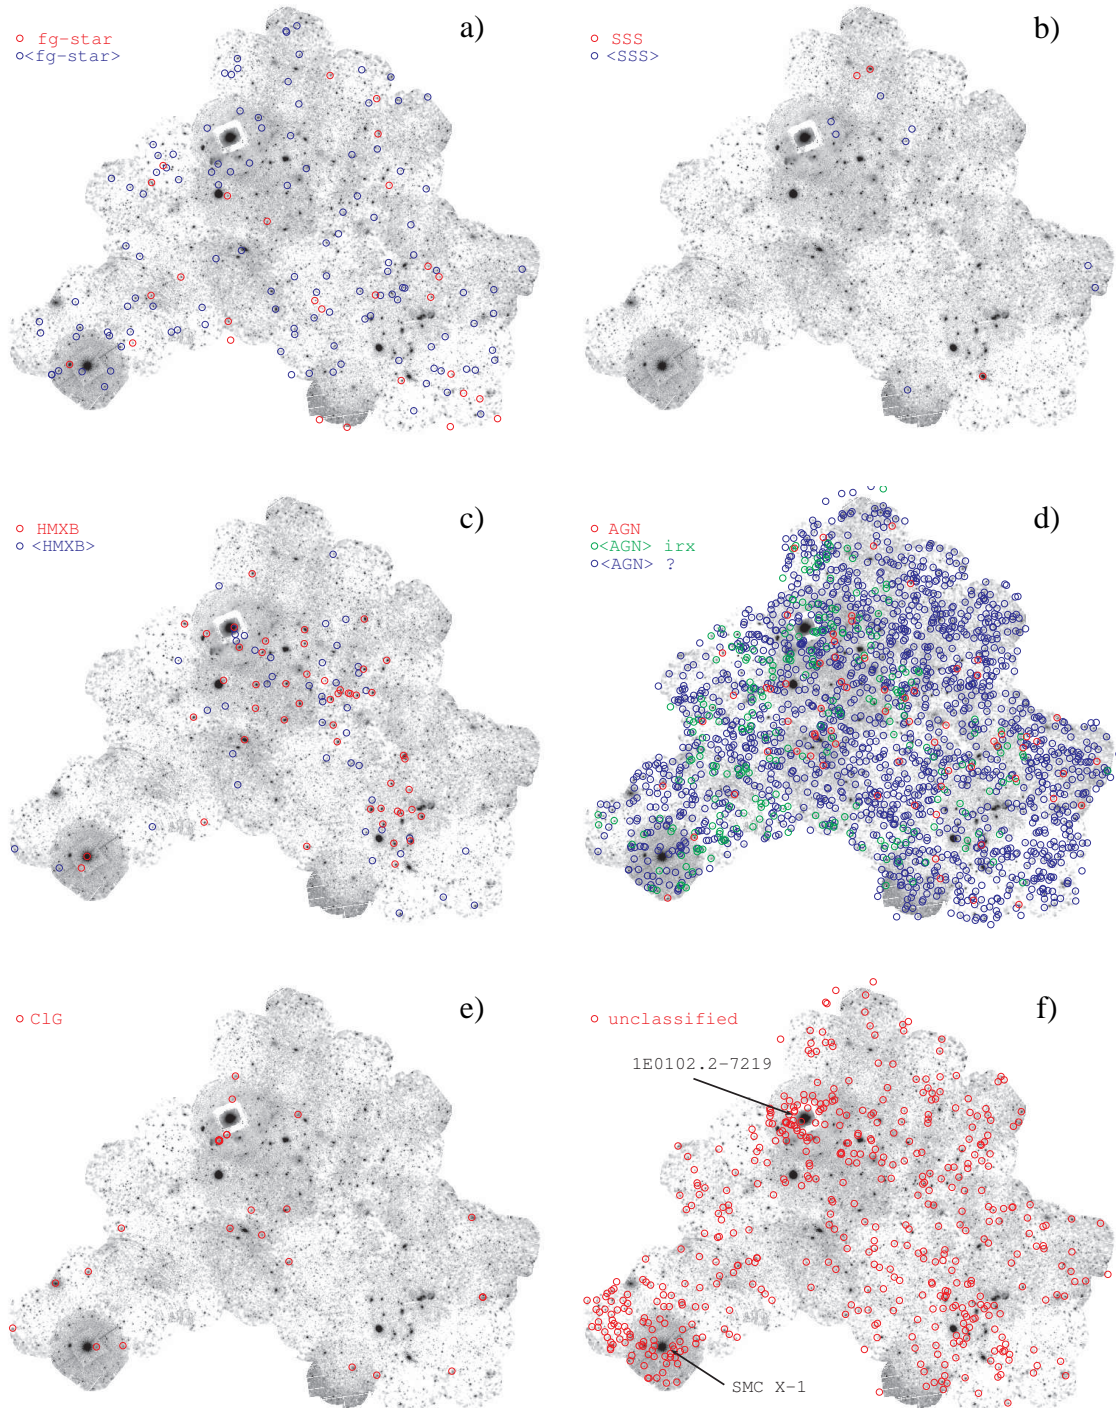 a)
fg-star
<fg-star>
b)
SSS
<SSS>
c)
HMXB
<HMXB>
d)
AGN
<AGN> irx
<AGN> ?
e)
ClG
f)
unclassified
1E0102.2-7219
SMC X-1